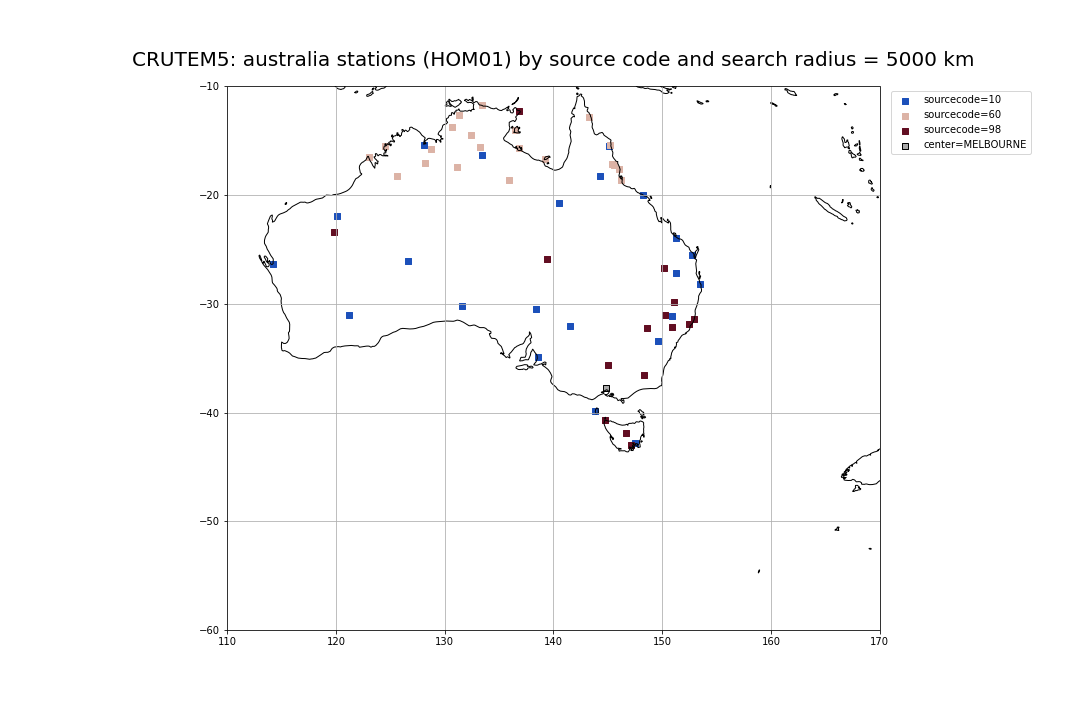 CRUTEM5: australia stations (HOM01) by source code and search radius = 5000 km
sourcecode=10
sourcecode=60
sourcecode=98
center=MELBOURNE
−10
−20
−30
−40
−50
−60
110 120 130 140 150 160 170